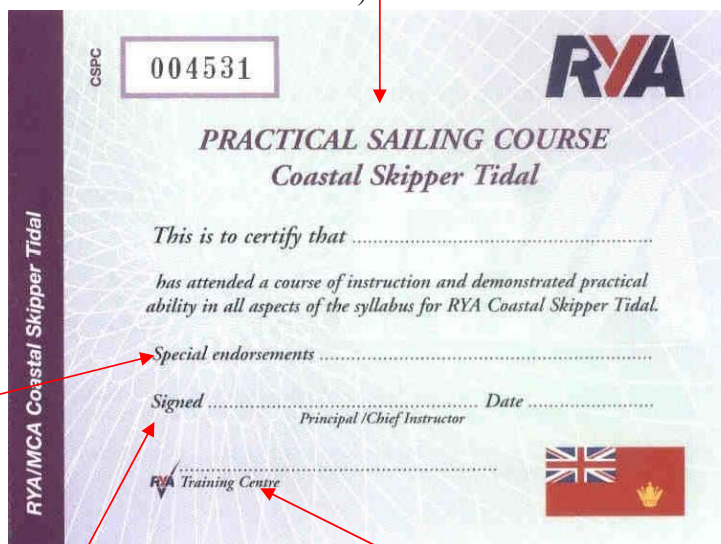 )
CSPC
004531
RYA
PRACTICAL SAILING COURSE
Coastal Skipper Tidal
This is to certify that ............................................................
has attended a course of instruction and demonstrated practical
ability in all aspects of the syllabus for RYA Coastal Skipper Tidal.
Special endorsements ............................................................
Signed ............................................................ Date ..............................
Principal /Chief Instructor
............................................................
RYA Training Centre
RYA/MCA Coastal Skipper Tidal